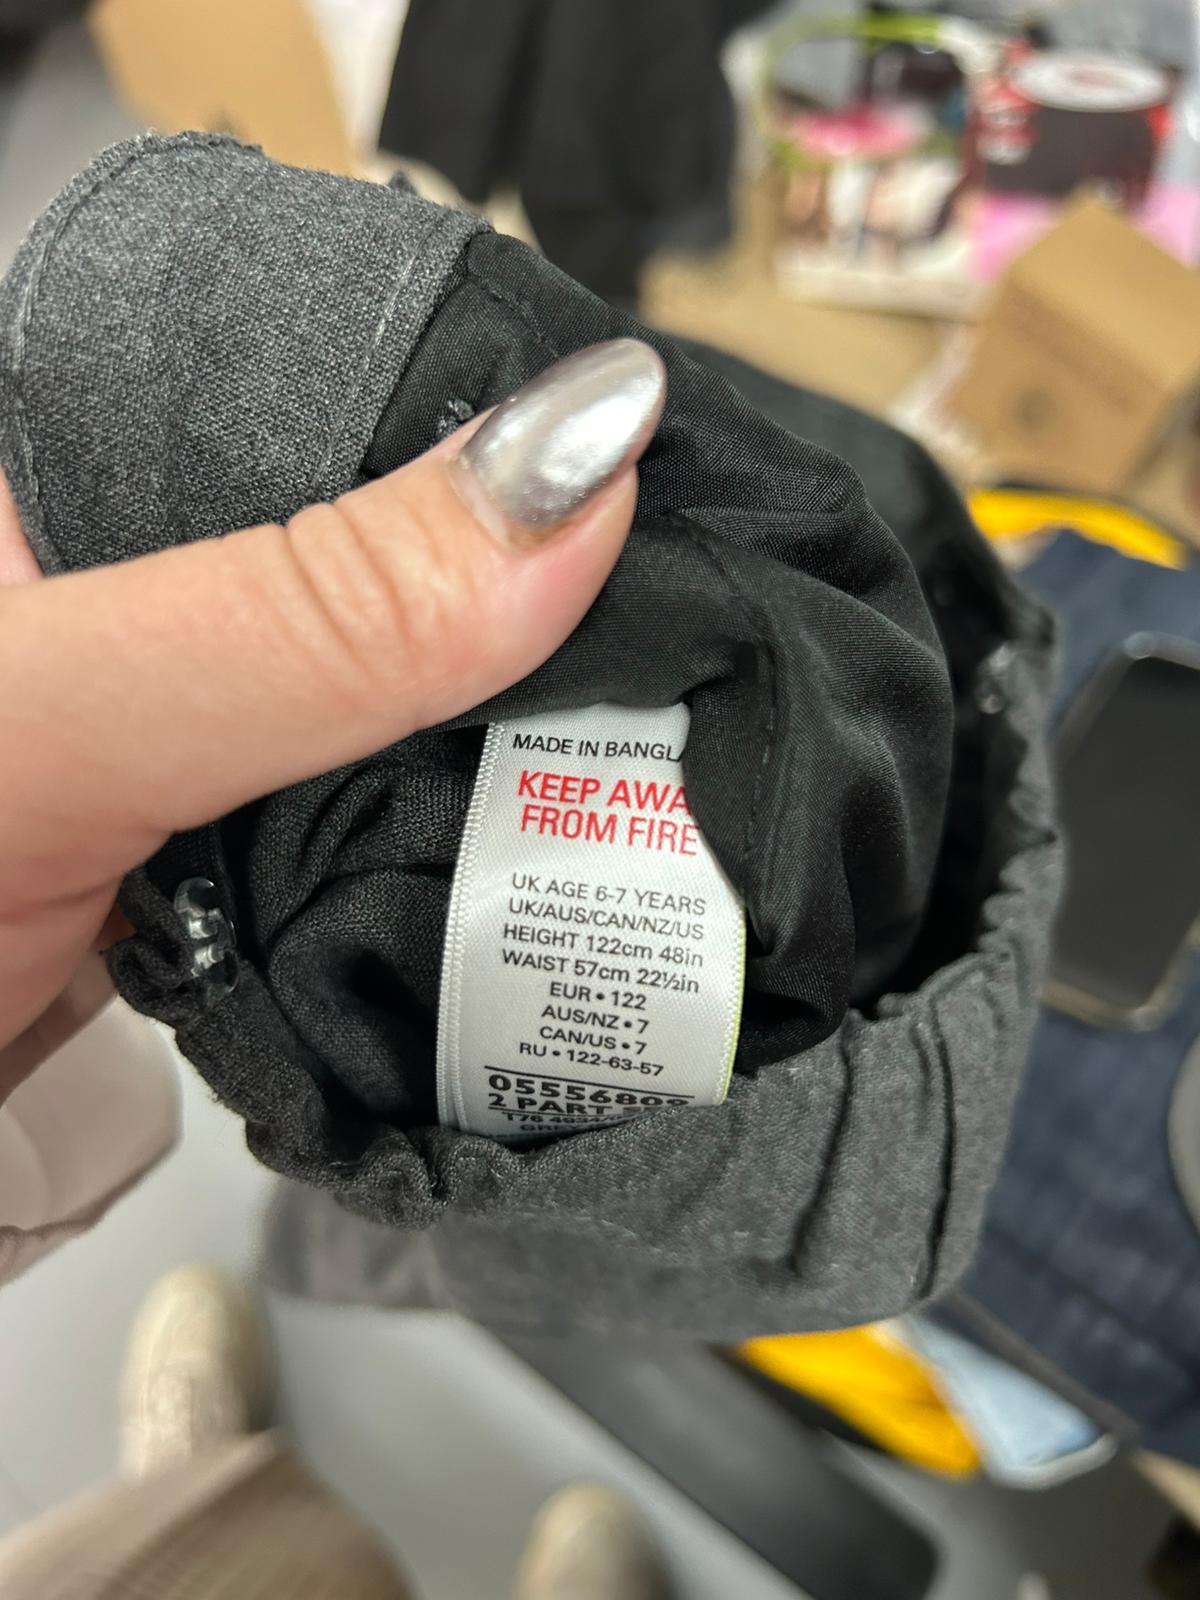 MADE IN BANGL
KEEP AWA
FROM FIRE
UK AGE 6-7 YEARS
UK/AUS/CAN/NZ/US
HEIGHT 122cm 48in
WAIST 57cm 22½in
EUR • 122
AUS/NZ • 7
CAN/US • 7
RU • 122-63-57
05556809
2 PART
T76